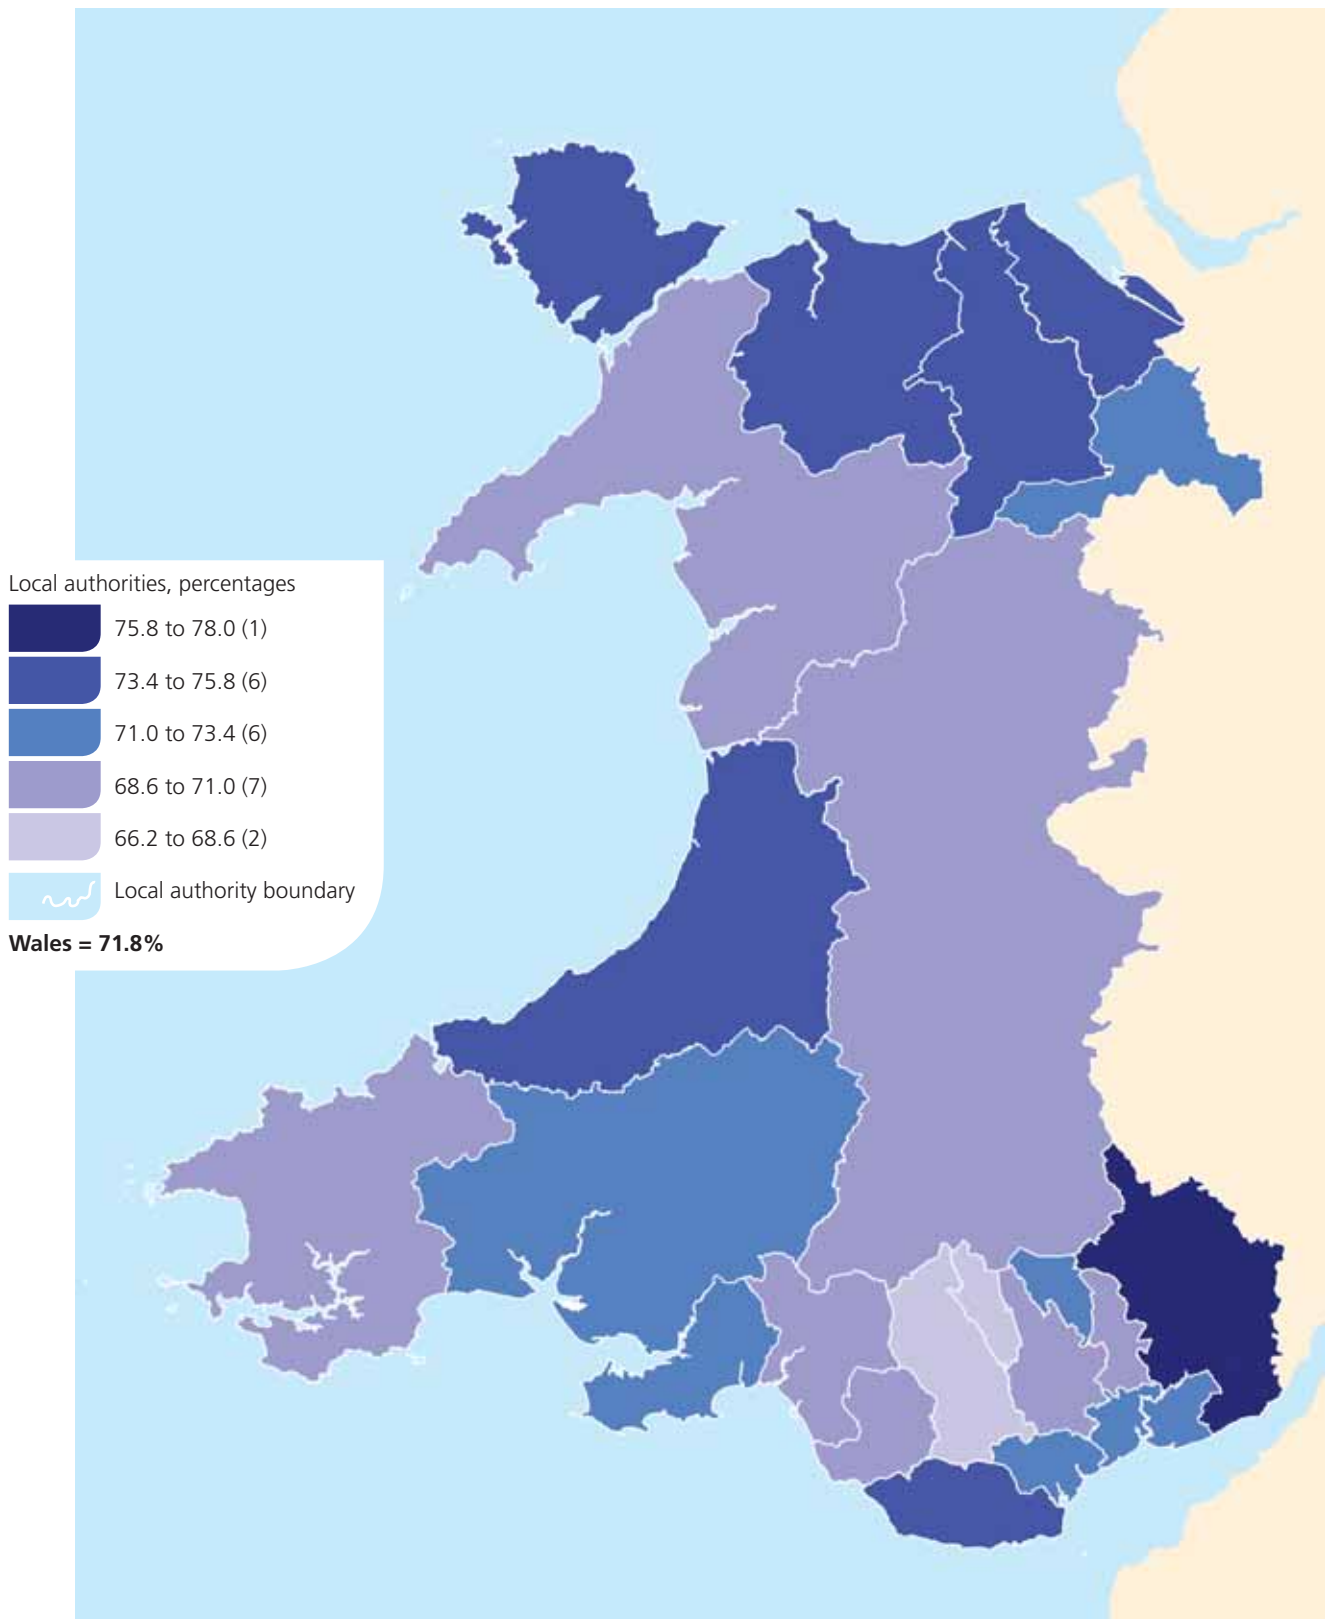 Local authorities, percentages
75.8 to 78.0 (1)
73.4 to 75.8 (6)
71.0 to 73.4 (6)
68.6 to 71.0 (7)
66.2 to 68.6 (2)
Local authority boundary
Wales = 71.8%